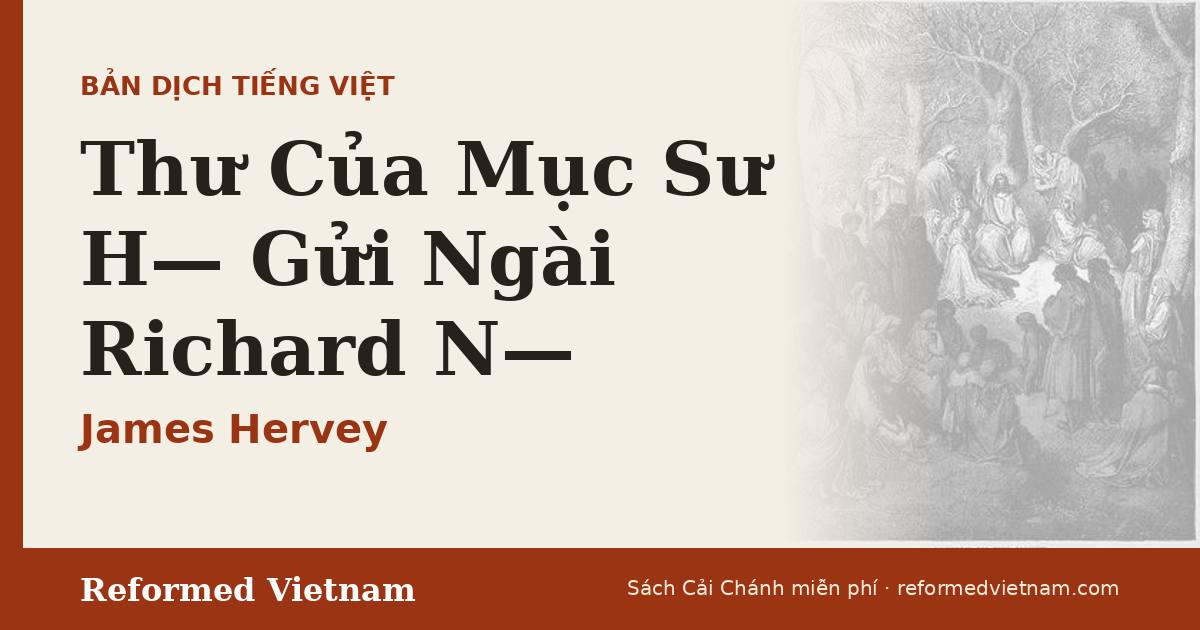 BẢN DỊCH TIẾNG VIỆT
Thư Của Mục Sư
H— Gửi Ngài
Richard N—
James Hervey
Reformed Vietnam
Sách Cải Chánh miễn phí · reformedvietnam.com